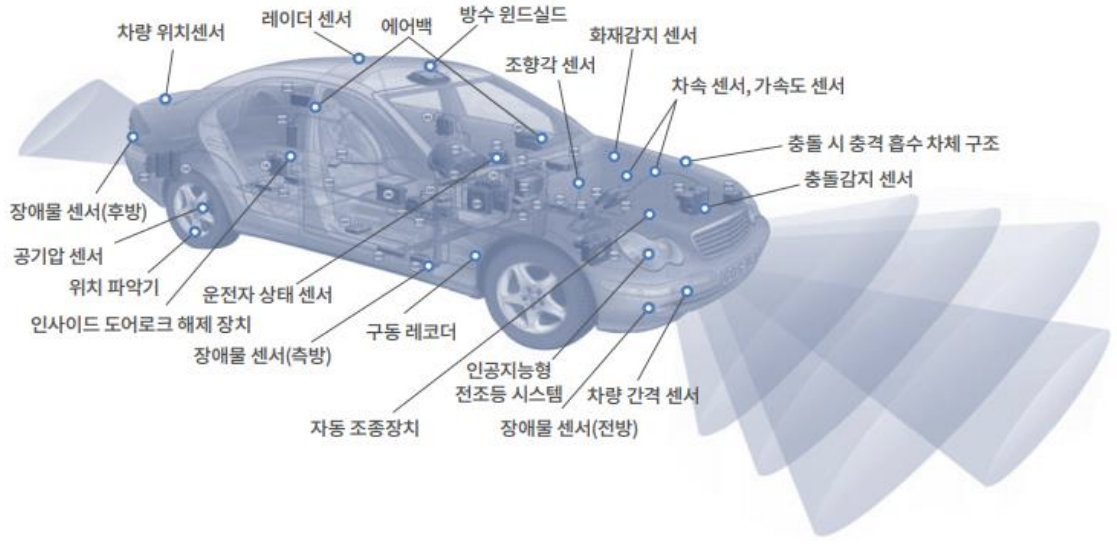 차량 위치센서
레이더 센서
에어백
방수 윈드실드
조향각 센서
화재감지 센서
차속 센서, 가속도 센서
충돌 시 충격 흡수 차체 구조
충돌감지 센서
장애물 센서(후방)
공기압 센서
위치 파악기
인사이드 도어로크 해제 장치
운전자 상태 센서
장애물 센서(측방)
구동 레코더
자동 조종장치
인공지능형
전조등 시스템
장애물 센서(전방)
차량 간격 센서